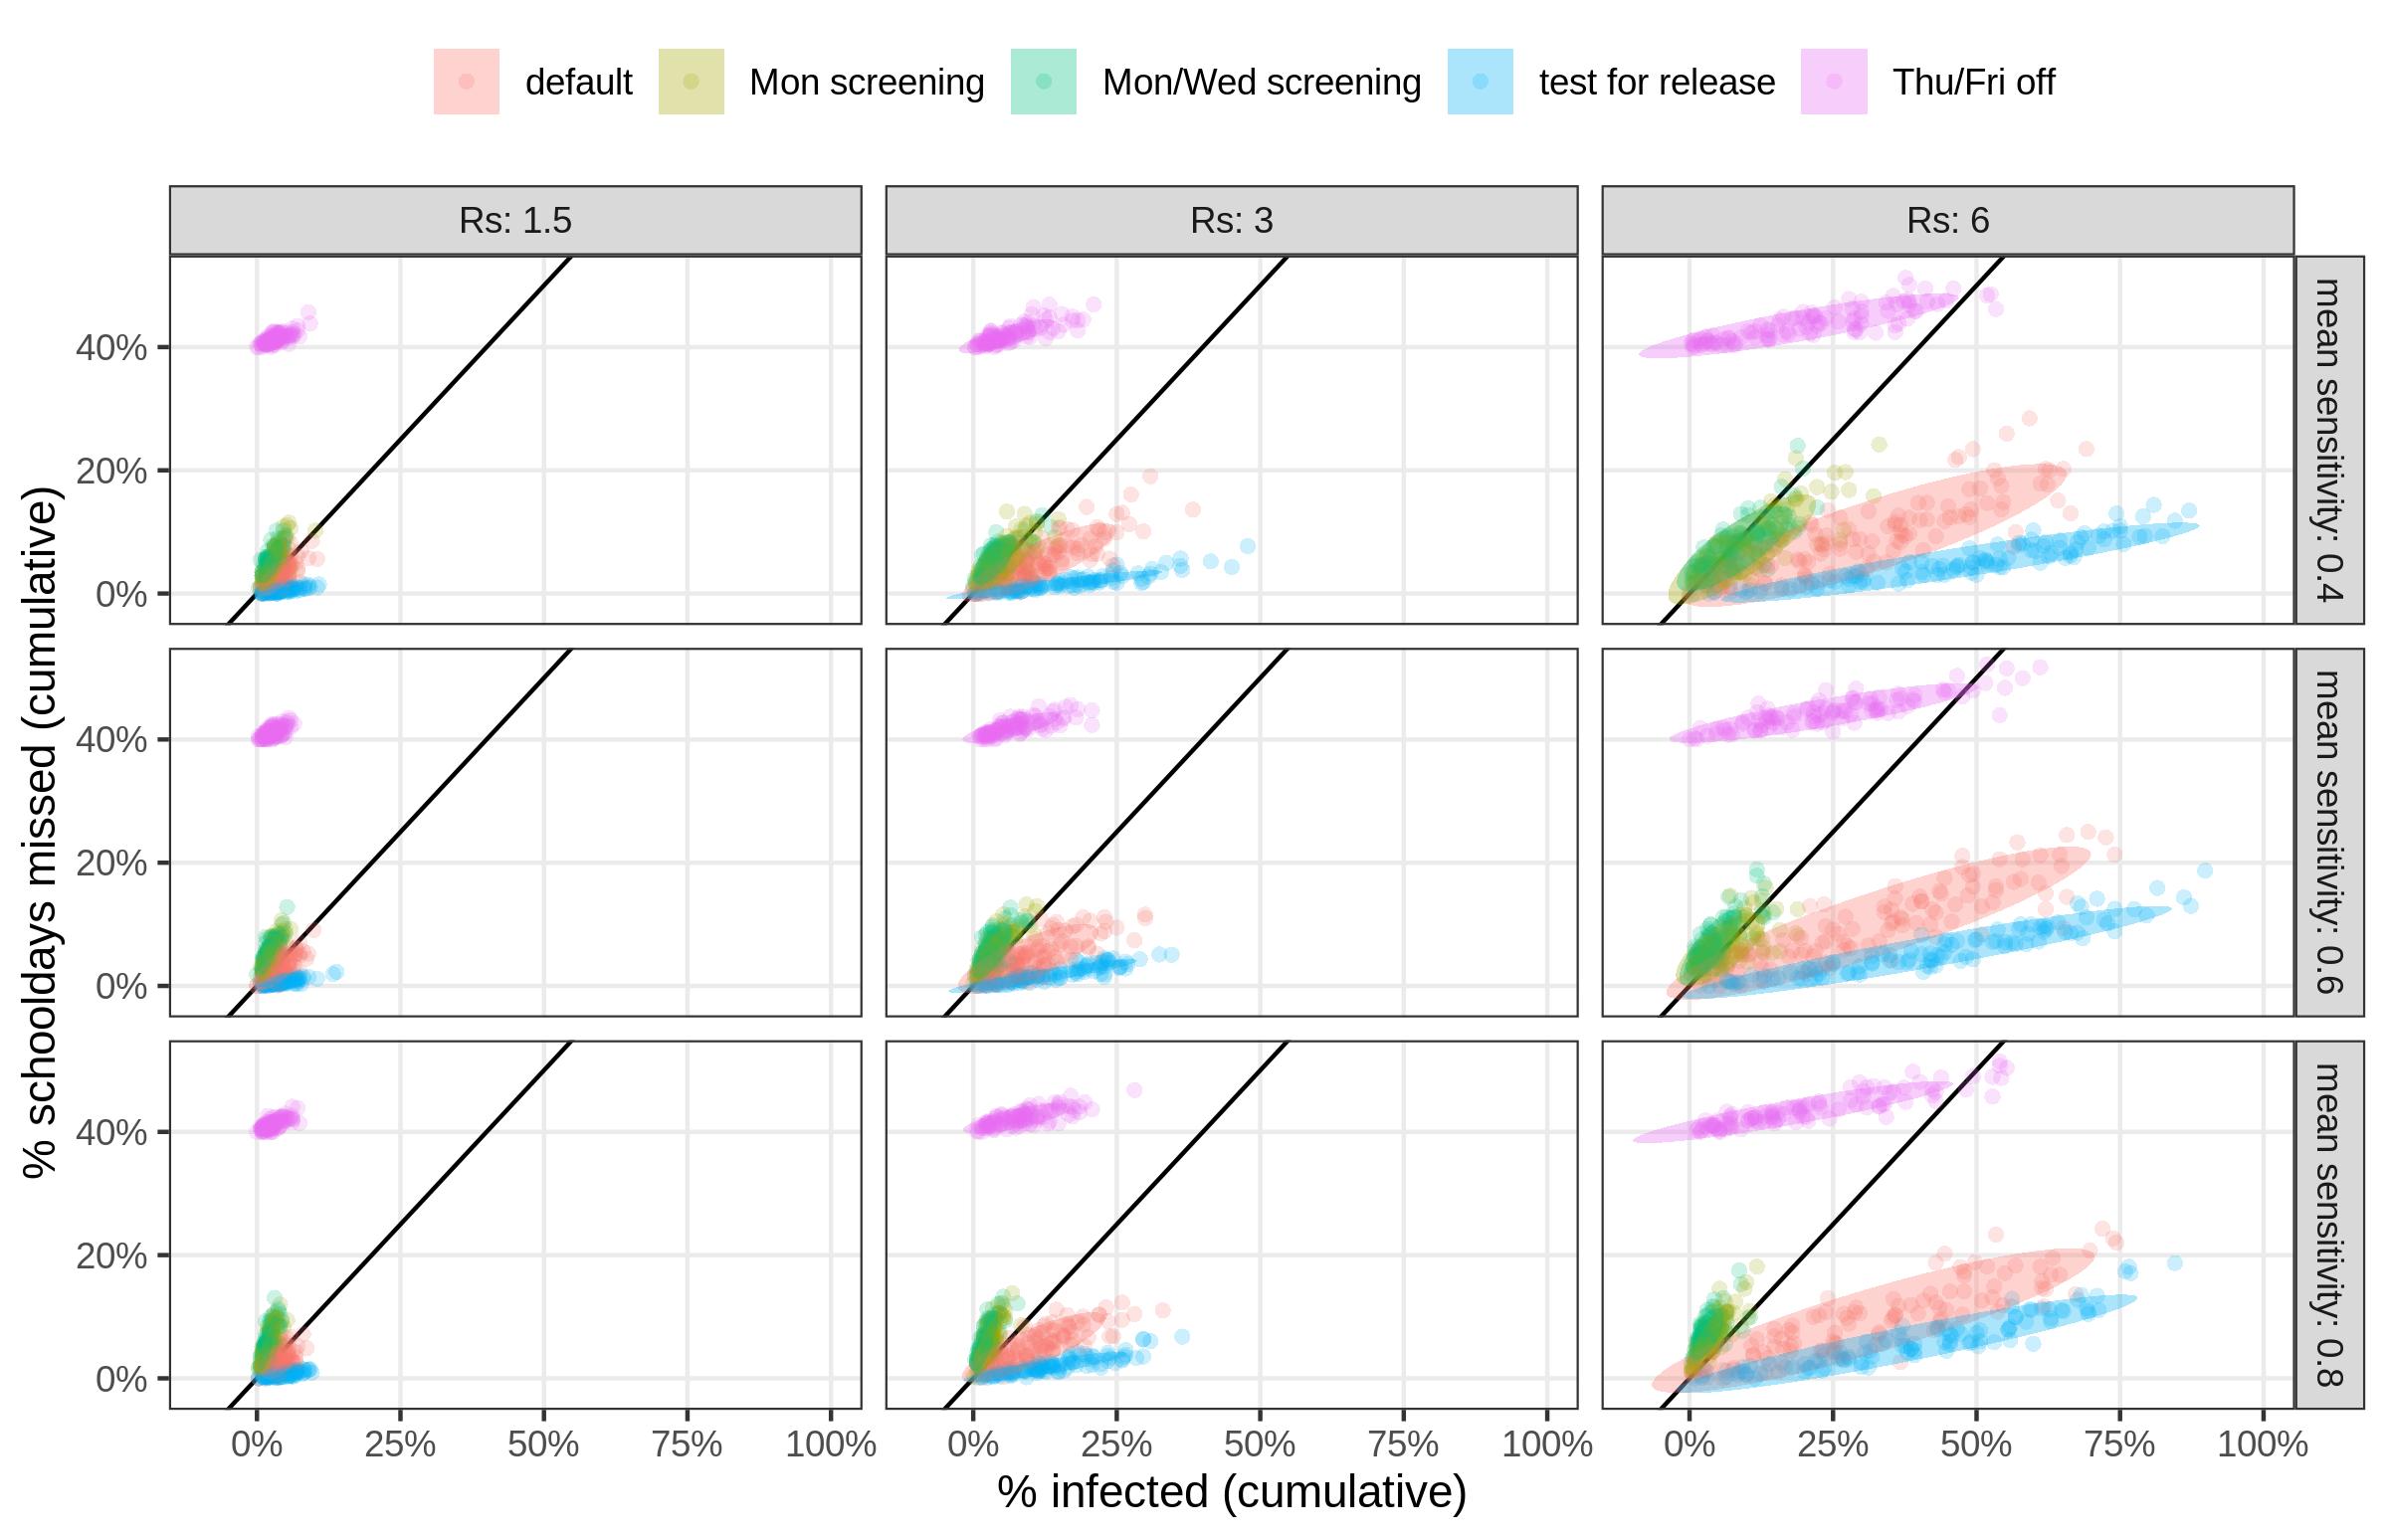 default Mon screening Mon/Wed screening test for release Thu/Fri off
Rs: 1.5 Rs: 3 Rs: 6
% schooldays missed (cumulative)
40%
20%
0%
mean sensitivity: 0.4
40%
20%
0%
mean sensitivity: 0.6
40%
20%
0%
mean sensitivity: 0.8
0% 25% 50% 75% 100% 0% 25% 50% 75% 100% 0% 25% 50% 75% 100%
% infected (cumulative)